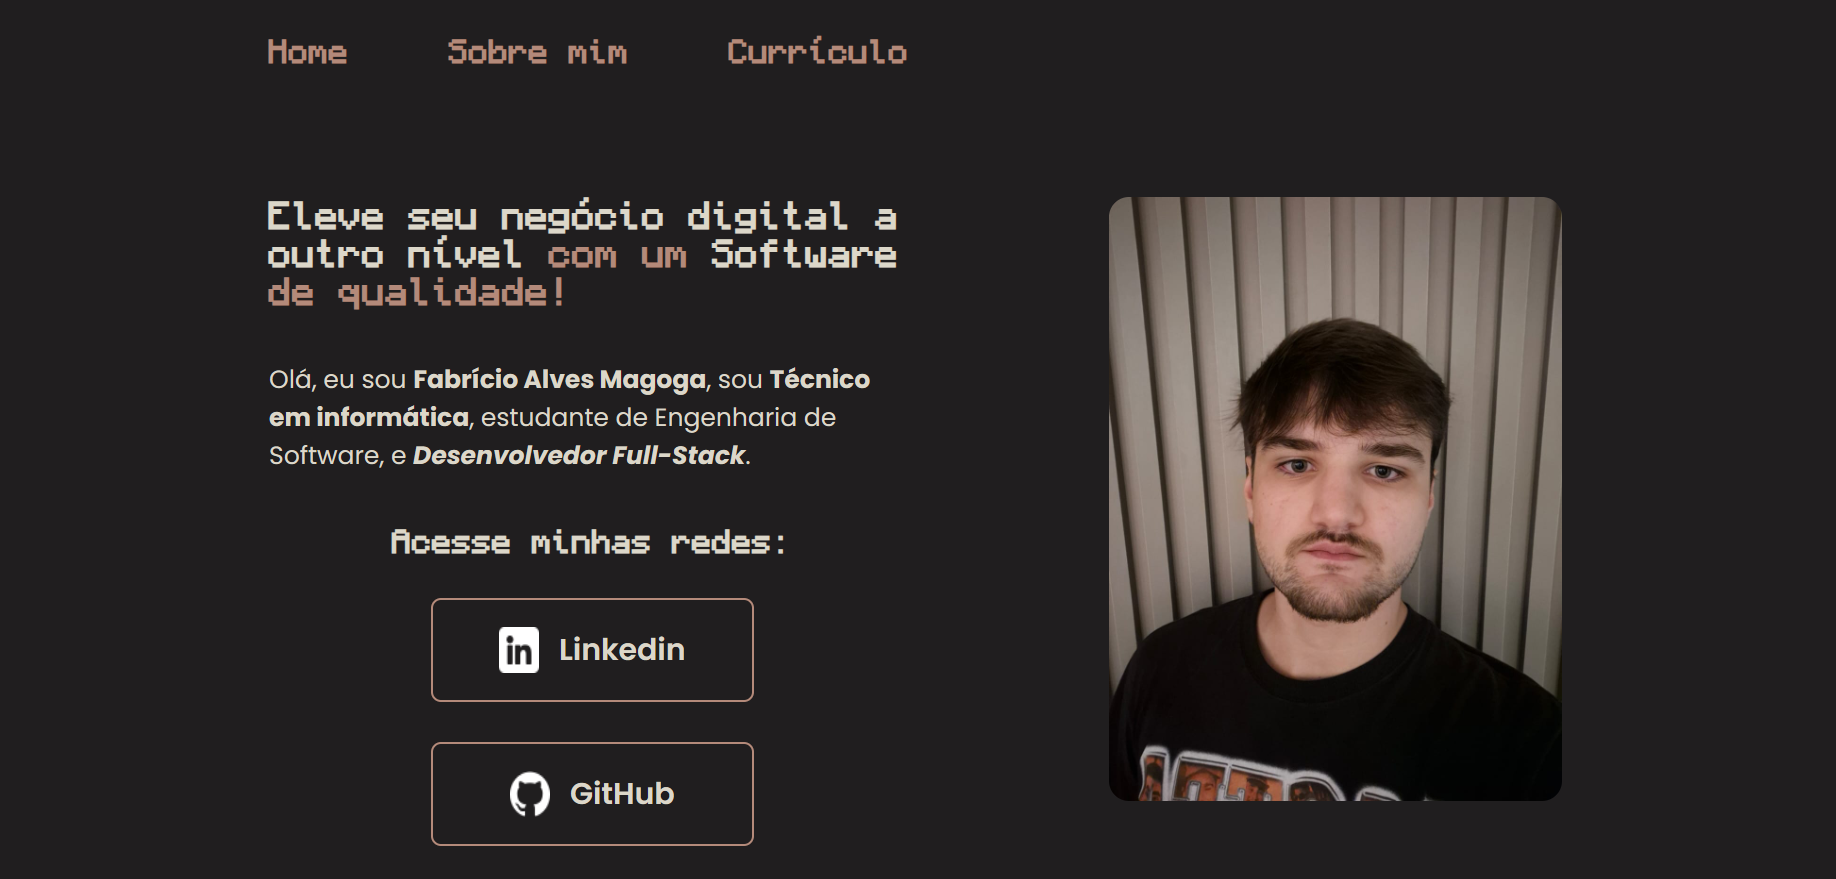 Home Sobre mim Currículo
Eleve seu negócio digital a
outro nível com um Software
de qualidade!
Olá, eu sou Fabrício Alves Magoga, sou Técnico
em informática, estudante de Engenharia de
Software, e Desenvolvedor Full-Stack.
Acesse minhas redes:
in Linkedin
GitHub